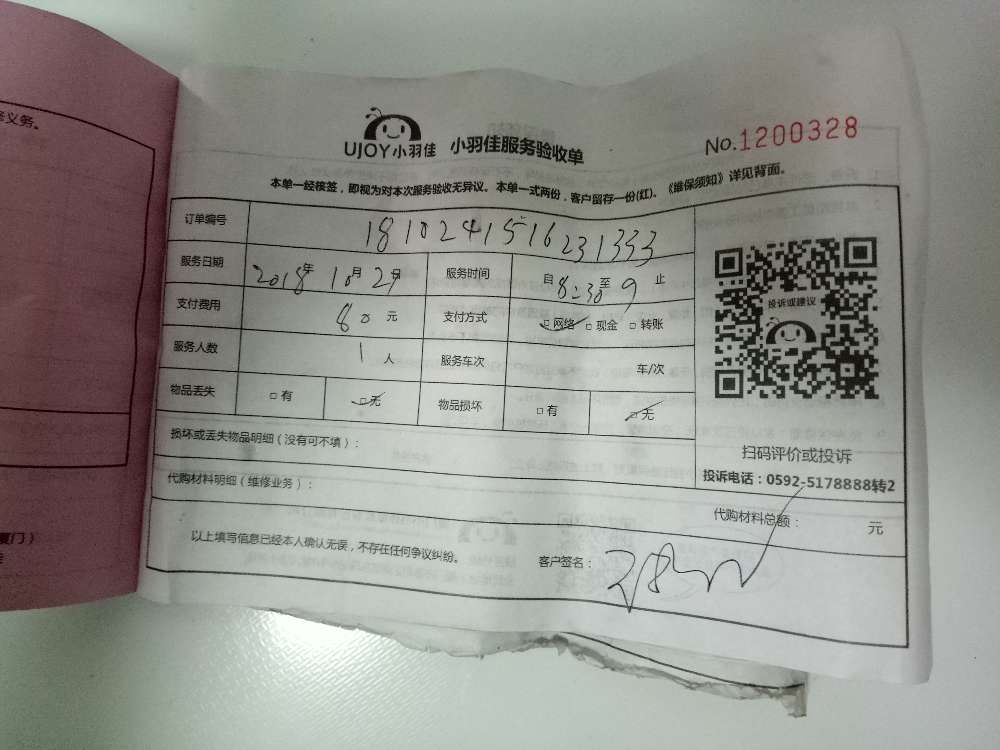 务。
UJOY小羽佳 小羽佳服务验收单 No.1200328
本单一经核签，即视为对本次服务验收无异议。本单一式两份，客户留存一份(红)。《维保须知》详见背面。
订单编号 1810241516231333
服务日期 2018年10月29日 服务时间 自8:30至9止
支付费用 80元 支付方式 □网络 □现金 □转账
服务人数 1人 服务车次 车/次
物品丢失 □有 □无 物品损坏 □有 □无
投诉或建议
扫码评价或投诉
投诉电话：0592-5178888转2
损坏或丢失物品明细（没有可不填）：
代购材料明细（维修业务）：
代购材料总额： 元
以上填写信息已经本人确认无误，不存在任何争议纠纷。 客户签名：
门）